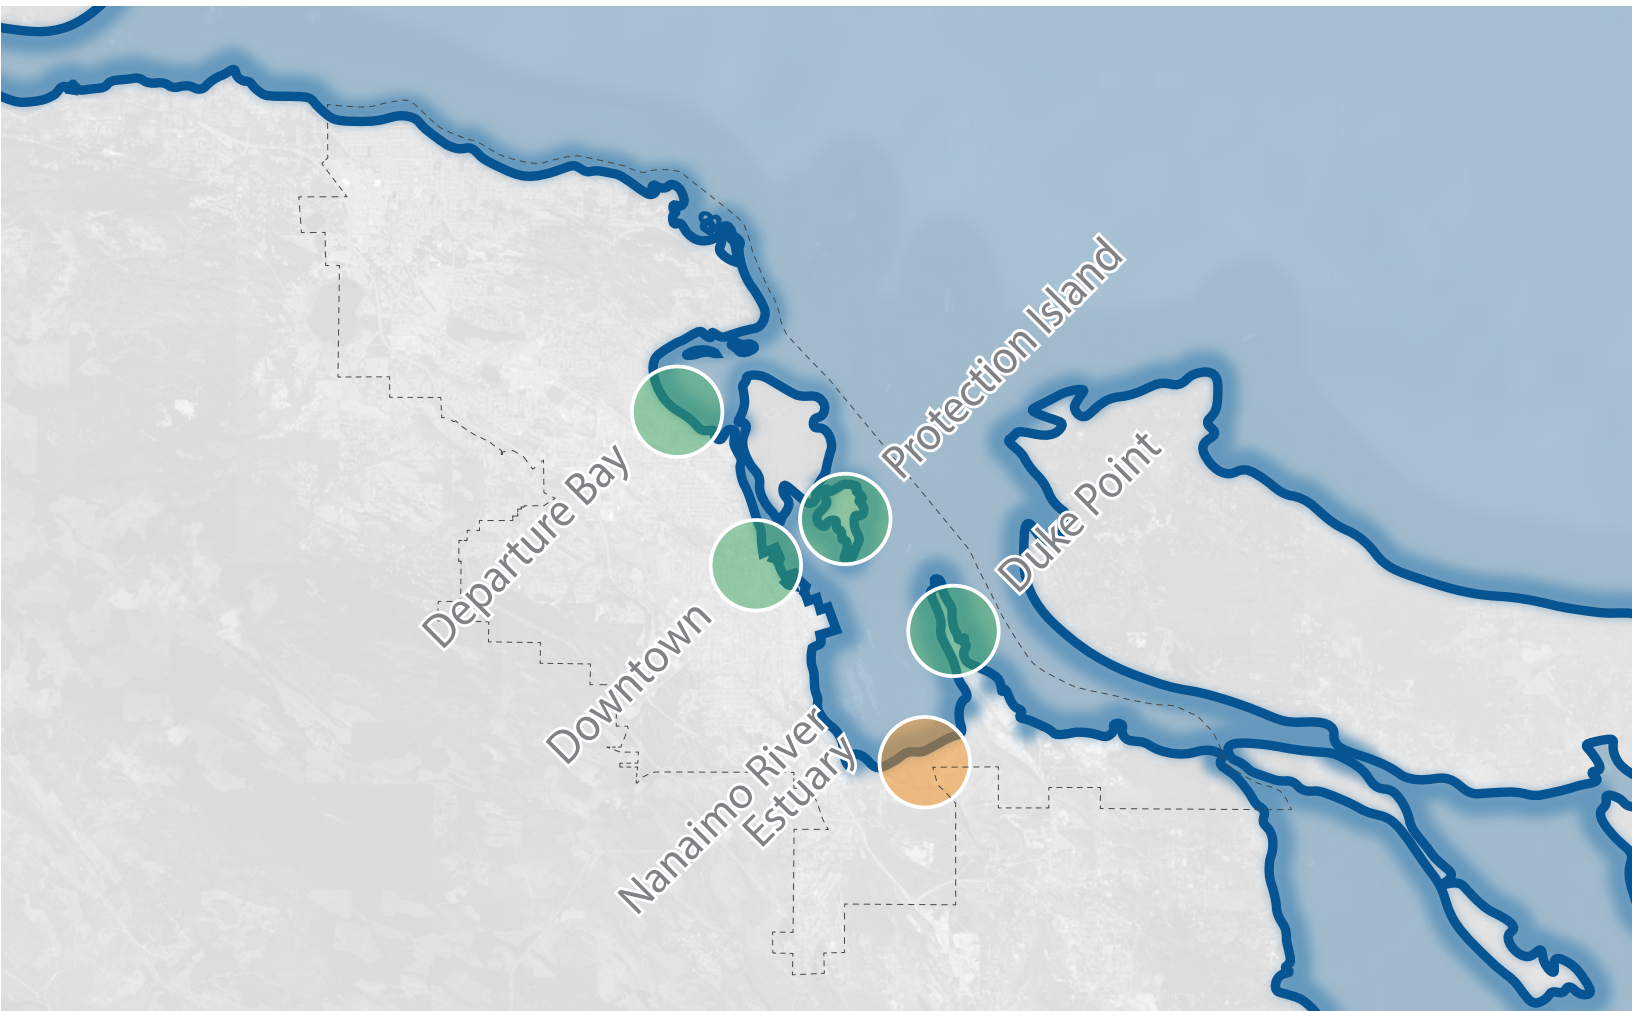 Protection Island
Departure Bay
Duke Point
Downtown
Nanaimo River
Estuary